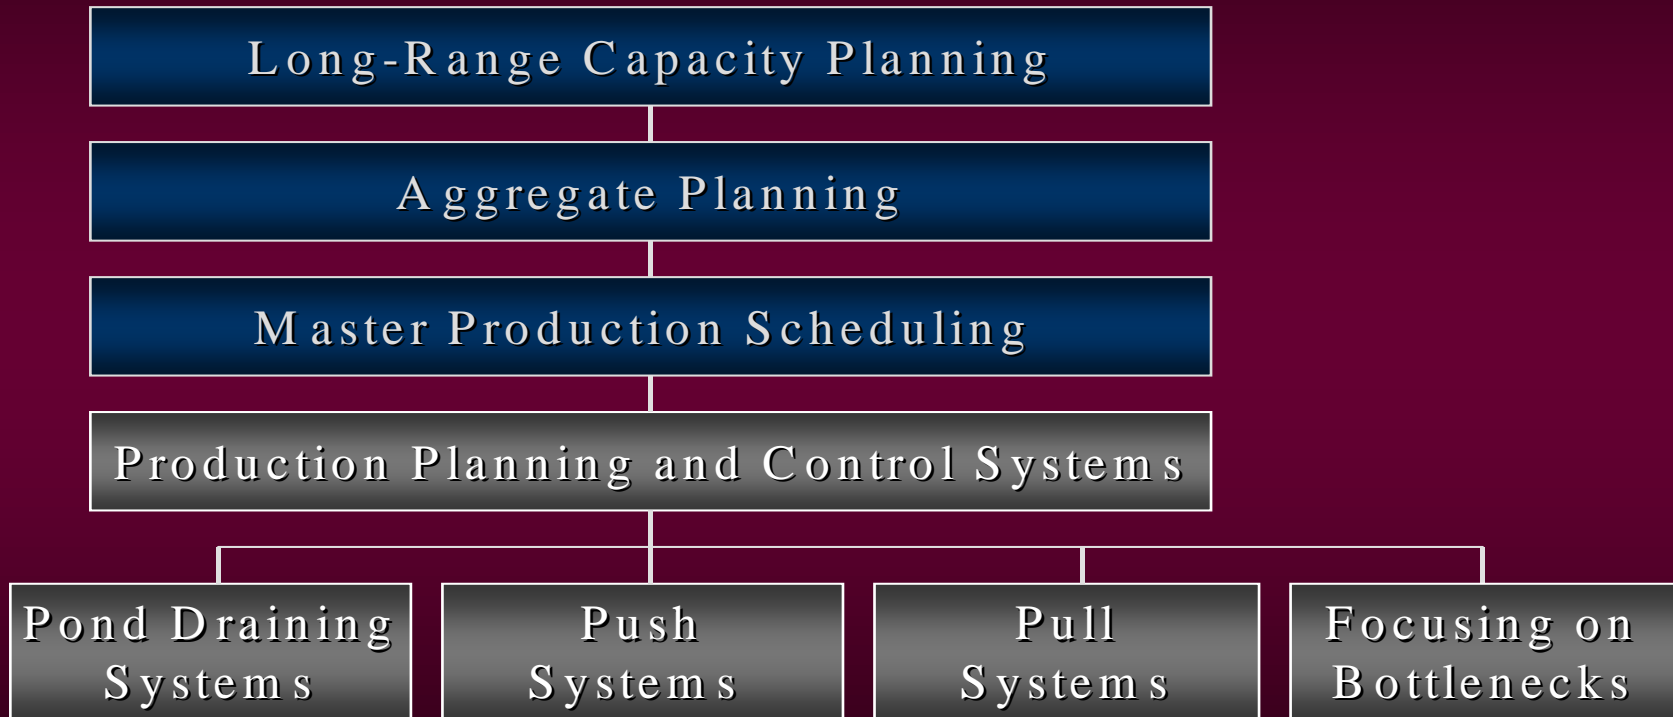 Long-Range Capacity Planning
Aggregate Planning
Master Production Scheduling
Production Planning and Control Systems
Pond Draining
Systems
Push
Systems
Pull
Systems
Focusing on
Bottlenecks